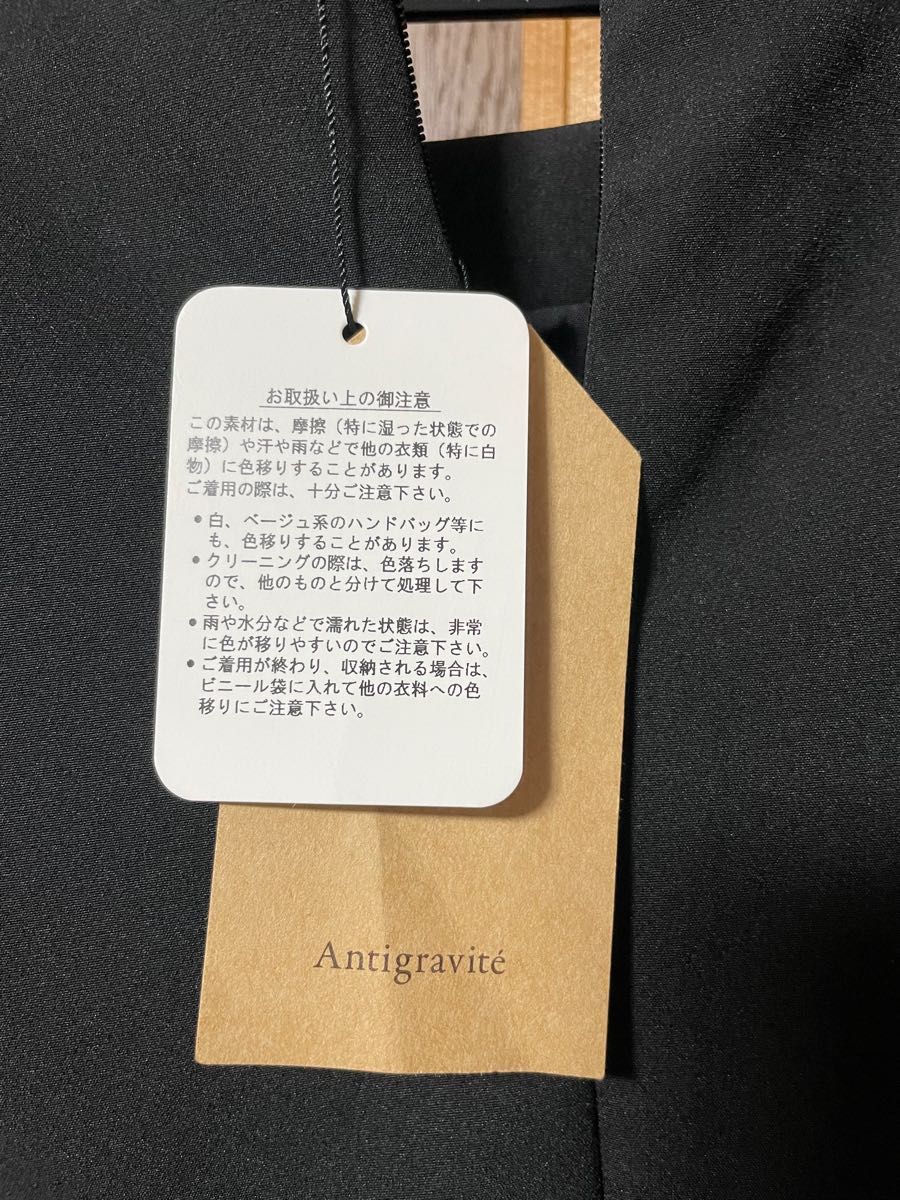 お取扱い上の御注意
この素材は、摩擦（特に湿った状態での
摩擦）や汗や雨などで他の衣類（特に白
物）に色移りすることがあります。
ご着用の際は、十分ご注意下さい。
●白、ベージュ系のハンドバッグ等に
も、色移りすることがあります。
●クリーニングの際は、色落ちします
ので、他のものと分けて処理して下
さい。
●雨や水分などで濡れた状態は、非常
に色が移りやすいのでご注意下さい。
●ご着用が終わり、収納される場合は、
ビニール袋に入れて他の衣料への色
移りにご注意下さい。
Antigravité